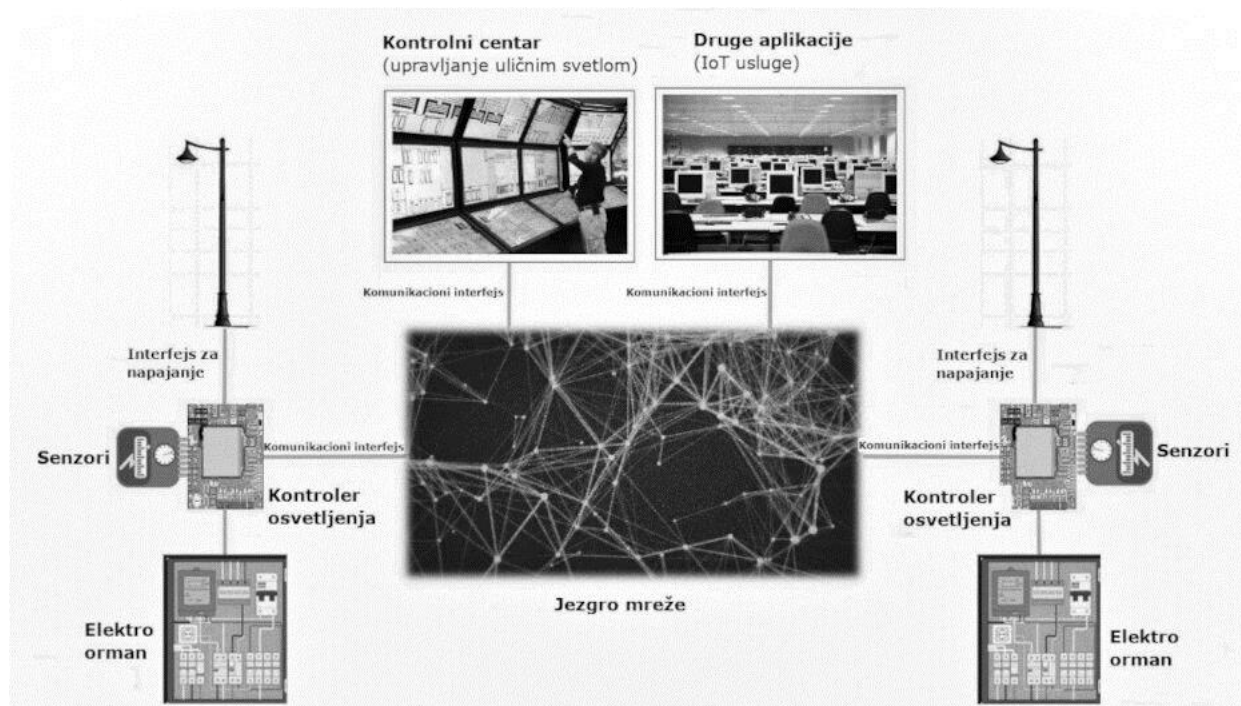 Kontrolni centar
(upravljanje uličnim svetlom)
Druge aplikacije
(IoT usluge)
Komunikacioni interfejs
Komunikacioni interfejs
Interfejs za
napajanje
Interfejs za
napajanje
Senzori
Komunikacioni interfejs
Komunikacioni interfejs
Senzori
Kontroler
osvetljenja
Kontroler
osvetljenja
Jezgro mreže
Elektro
orman
Elektro
orman